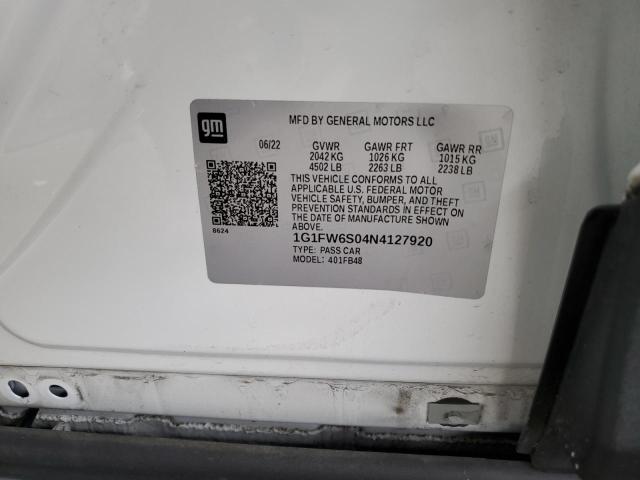 gm
MFD BY GENERAL MOTORS LLC
06/22 GVWR GAWR FRT GAWR RR
2042 KG 1026 KG 1015 KG
4502 LB 2263 LB 2238 LB
THIS VEHICLE CONFORMS TO ALL
APPLICABLE U.S. FEDERAL MOTOR
VEHICLE SAFETY, BUMPER, AND THEFT
PREVENTION STANDARDS IN EFFECT ON
THE DATE OF MANUFACTURE SHOWN
ABOVE.
8624
1G1FW6S04N4127920
TYPE: PASS CAR
MODEL: 401FB48